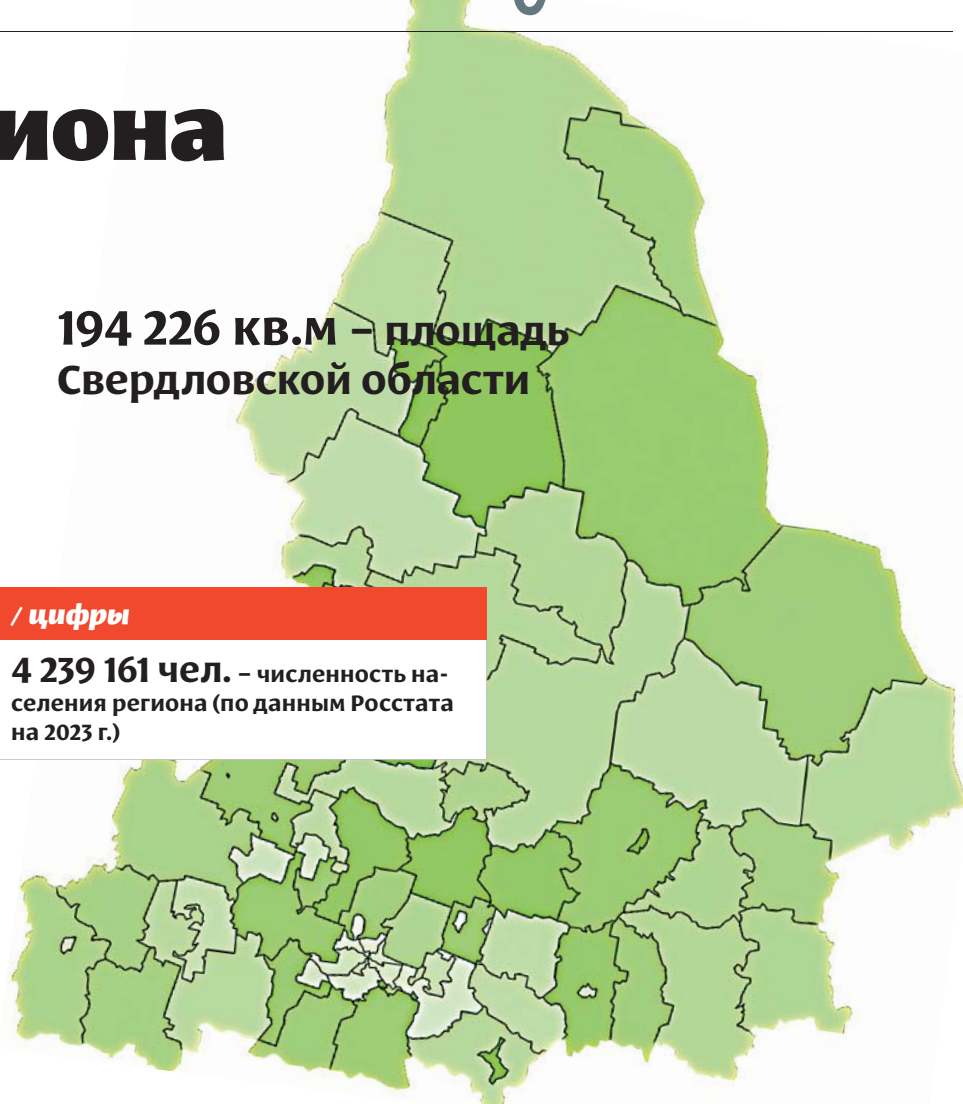 иона
194 226 кв.м – площадь
Свердловской области
/ цифры
4 239 161 чел. – численность на-
селения региона (по данным Росстата
на 2023 г.)